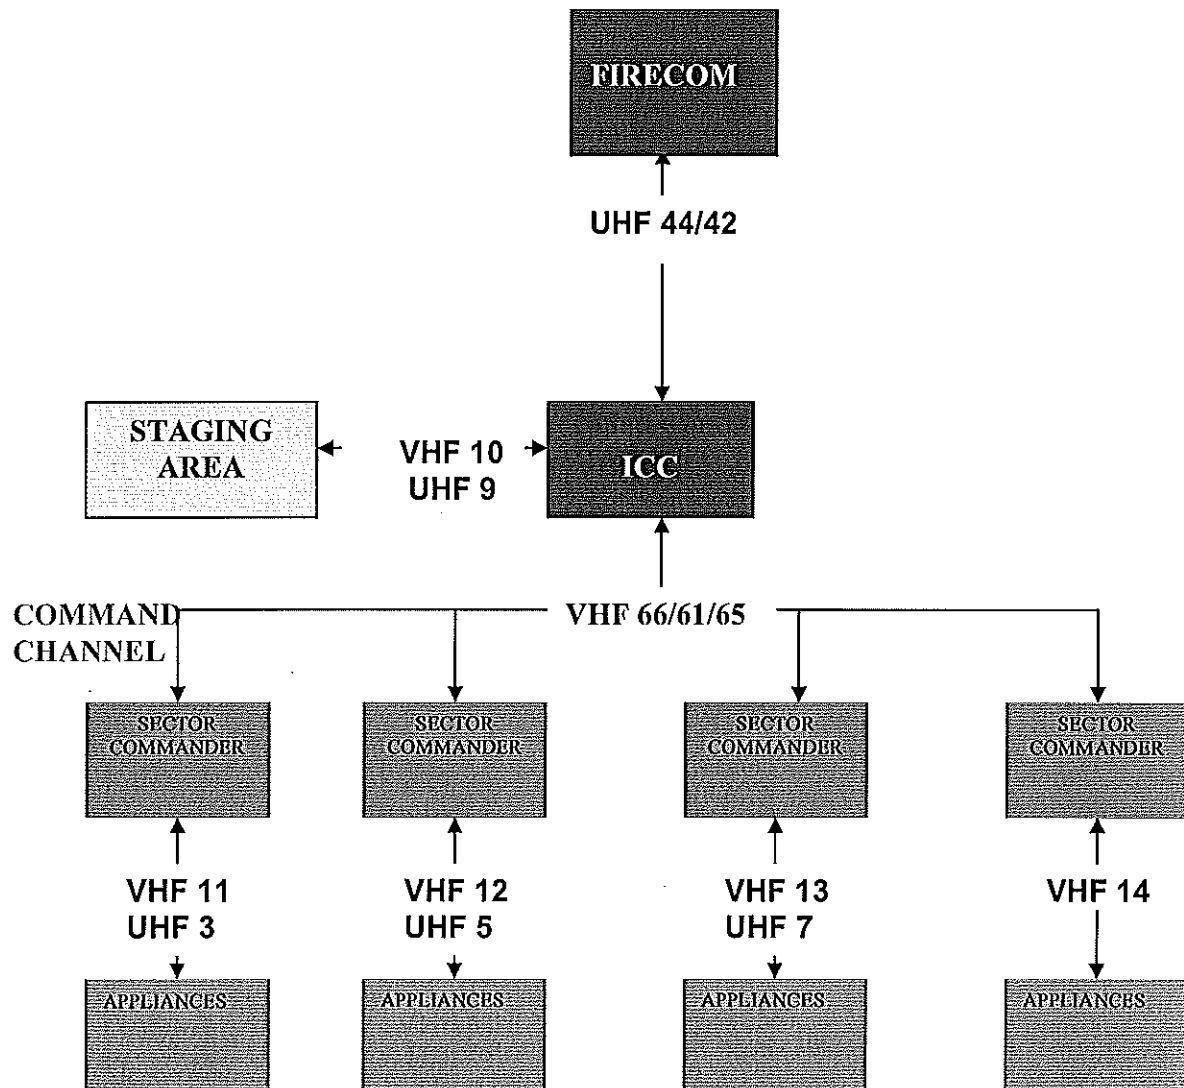 FIRECOM
UHF 44/42
STAGING
AREA
VHF 10
UHF 9
ICC
COMMAND
CHANNEL
VHF 66/61/65
SECTOR
COMMANDER
SECTOR
COMMANDER
SECTOR
COMMANDER
SECTOR
COMMANDER
VHF 11
UHF 3
VHF 12
UHF 5
VHF 13
UHF 7
VHF 14
APPLIANCES
APPLIANCES
APPLIANCES
APPLIANCES